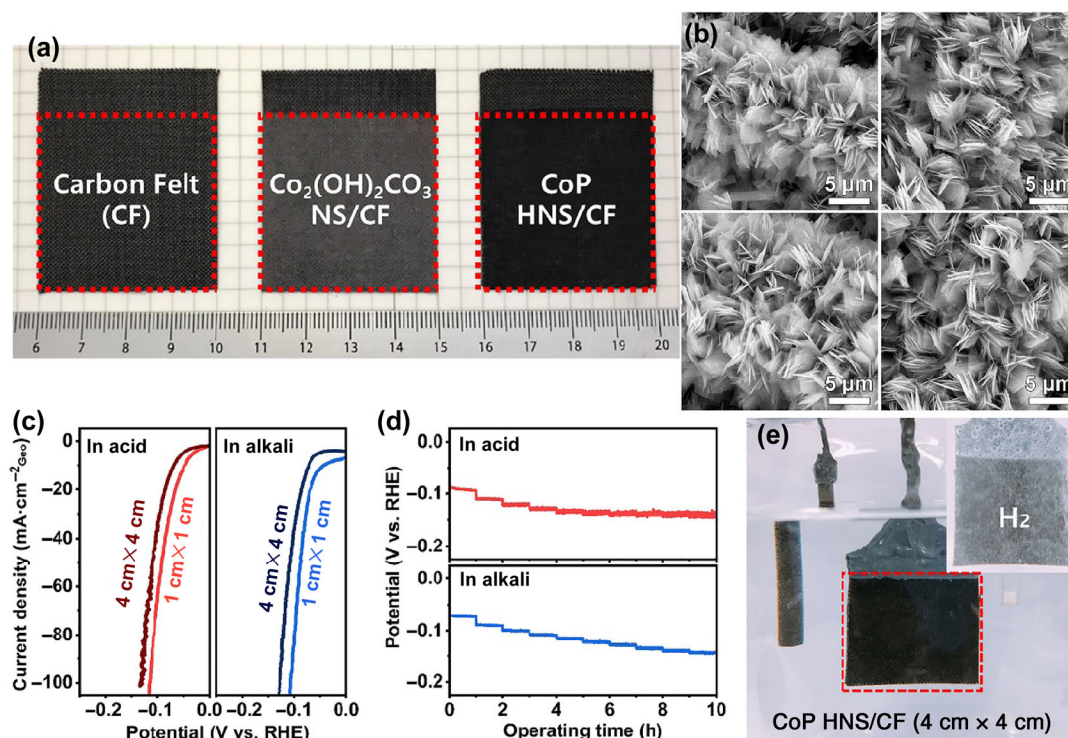 (a)
Carbon Felt
(CF)
Co₂(OH)₂CO₃
NS/CF
CoP
HNS/CF
6 7 8 9 10 11 12 13 14 15 16 17 18 19 20
(b)
5 μm
5 μm
5 μm
5 μm
(c)
In acid
In alkali
0
−20
−40
−60
−80
−100
Current density (mA·cm⁻²Geo)
4 cm×4 cm
1 cm×1 cm
4 cm×4 cm
1 cm×1 cm
−0.2 −0.1 0.0 −0.2 −0.1 0.0
Potential (V vs. RHE)
(d)
In acid
0.0
−0.1
−0.2
In alkali
0.0
−0.1
−0.2
Potential (V vs. RHE)
0 2 4 6 8 10
Operating time (h)
(e)
H₂
CoP HNS/CF (4 cm × 4 cm)